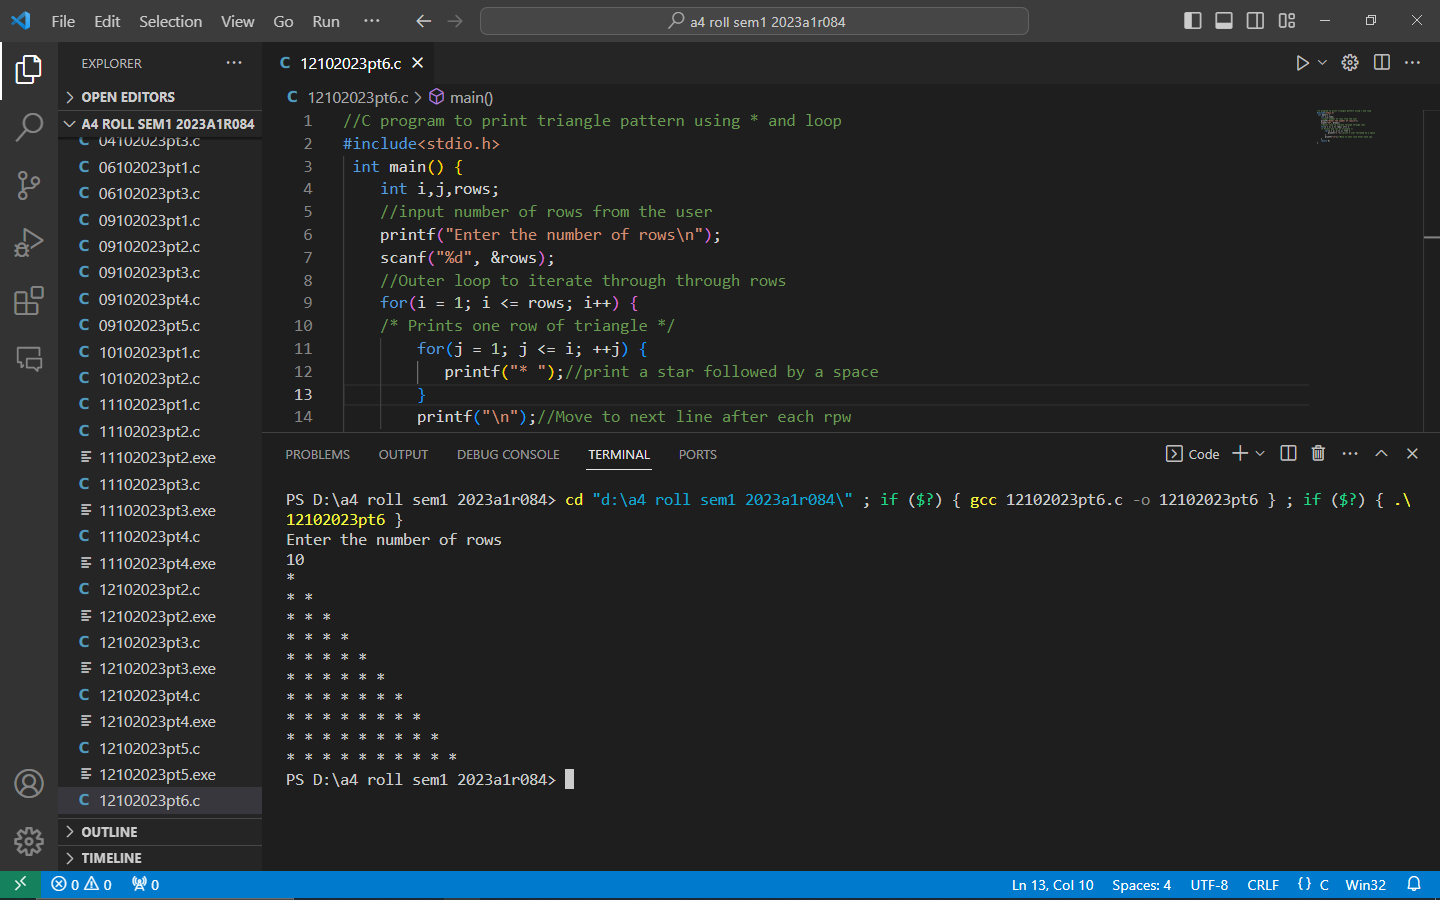 File Edit Selection View Go Run ···
a4 roll sem1 2023a1r084
EXPLORER ···
OPEN EDITORS
A4 ROLL SEM1 2023A1R084
C 04102023pt3.c
C 06102023pt1.c
C 06102023pt3.c
C 09102023pt1.c
C 09102023pt2.c
C 09102023pt3.c
C 09102023pt4.c
C 09102023pt5.c
C 10102023pt1.c
C 10102023pt2.c
C 11102023pt1.c
C 11102023pt2.c
11102023pt2.exe
C 11102023pt3.c
11102023pt3.exe
C 11102023pt4.c
11102023pt4.exe
C 12102023pt2.c
12102023pt2.exe
C 12102023pt3.c
12102023pt3.exe
C 12102023pt4.c
12102023pt4.exe
C 12102023pt5.c
12102023pt5.exe
C 12102023pt6.c
OUTLINE
TIMELINE
C 12102023pt6.c
C 12102023pt6.c > main()
1 //C program to print triangle pattern using * and loop
2 #include<stdio.h>
3 int main() {
4 int i,j,rows;
5 //input number of rows from the user
6 printf("Enter the number of rows\n");
7 scanf("%d", &rows);
8 //Outer loop to iterate through through rows
9 for(i = 1; i <= rows; i++) {
10 /* Prints one row of triangle */
11 for(j = 1; j <= i; ++j) {
12 printf("* ");//print a star followed by a space
13 }
14 printf("\n");//Move to next line after each rpw
PROBLEMS OUTPUT DEBUG CONSOLE TERMINAL PORTS
Code
PS D:\a4 roll sem1 2023a1r084> cd "d:\a4 roll sem1 2023a1r084\" ; if ($?) { gcc 12102023pt6.c -o 12102023pt6 } ; if ($?) { .\
12102023pt6 }
Enter the number of rows
10
*
* *
* * *
* * * *
* * * * *
* * * * * *
* * * * * * *
* * * * * * * *
* * * * * * * * *
* * * * * * * * * *
PS D:\a4 roll sem1 2023a1r084>
0 0 0 Ln 13, Col 10 Spaces: 4 UTF-8 CRLF {} C Win32